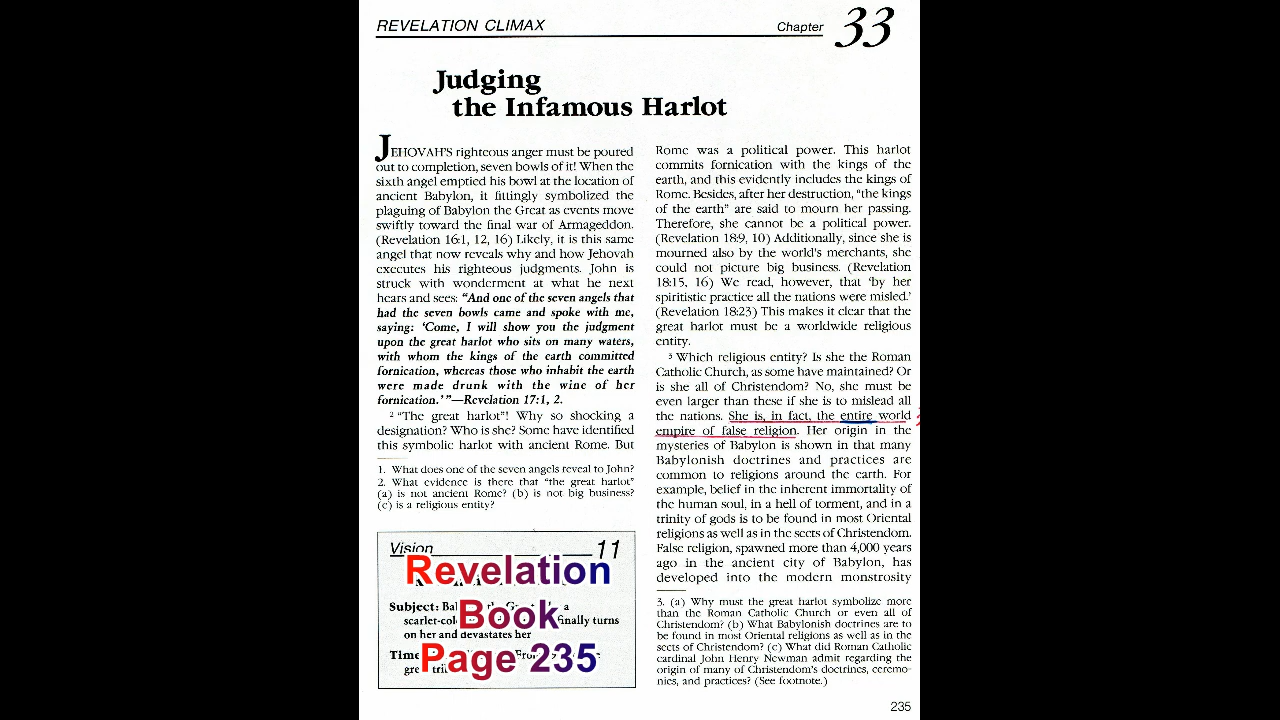 REVELATION CLIMAX
Chapter 33
Judging
the Infamous Harlot
JEHOVAH'S righteous anger must be poured
out to completion, seven bowls of it! When the
sixth angel emptied his bowl at the location of
ancient Babylon, it fittingly symbolized the
plaguing of Babylon the Great as events move
swiftly toward the final war of Armageddon.
(Revelation 16:1, 12, 16) Likely, it is this same
angel that now reveals why and how Jehovah
executes his righteous judgments. John is
struck with wonderment at what he next
hears and sees: "And one of the seven angels that
had the seven bowls came and spoke with me,
saying: 'Come, I will show you the judgment
upon the great harlot who sits on many waters,
with whom the kings of the earth committed
fornication, whereas those who inhabit the earth
were made drunk with the wine of her
fornication.'"—Revelation 17:1, 2.
2 "The great harlot"! Why so shocking a
designation? Who is she? Some have identified
this symbolic harlot with ancient Rome. But
1. What does one of the seven angels reveal to John?
2. What evidence is there that "the great harlot"
(a) is not ancient Rome? (b) is not big business?
(c) is a religious entity?
Vision 11
Subject:
scarlet-col finally turns
on her and devastates her
Time
Revelation
Book
Page 235
Rome was a political power. This harlot
commits fornication with the kings of the
earth, and this evidently includes the kings of
Rome. Besides, after her destruction, "the kings
of the earth" are said to mourn her passing.
Therefore, she cannot be a political power.
(Revelation 18:9, 10) Additionally, since she is
mourned also by the world's merchants, she
could not picture big business. (Revelation
18:15, 16) We read, however, that 'by her
spiritistic practice all the nations were misled.'
(Revelation 18:23) This makes it clear that the
great harlot must be a worldwide religious
entity.
3 Which religious entity? Is she the Roman
Catholic Church, as some have maintained? Or
is she all of Christendom? No, she must be
even larger than these if she is to mislead all
the nations. She is, in fact, the entire world
empire of false religion. Her origin in the
mysteries of Babylon is shown in that many
Babylonish doctrines and practices are
common to religions around the earth. For
example, belief in the inherent immortality of
the human soul, in a hell of torment, and in a
trinity of gods is to be found in most Oriental
religions as well as in the sects of Christendom.
False religion, spawned more than 4,000 years
ago in the ancient city of Babylon, has
developed into the modern monstrosity
3. (a) Why must the great harlot symbolize more
than the Roman Catholic Church or even all of
Christendom? (b) What Babylonish doctrines are to
be found in most Oriental religions as well as in the
sects of Christendom? (c) What did Roman Catholic
cardinal John Henry Newman admit regarding the
origin of many of Christendom's doctrines, ceremo-
nies, and practices? (See footnote.)
235